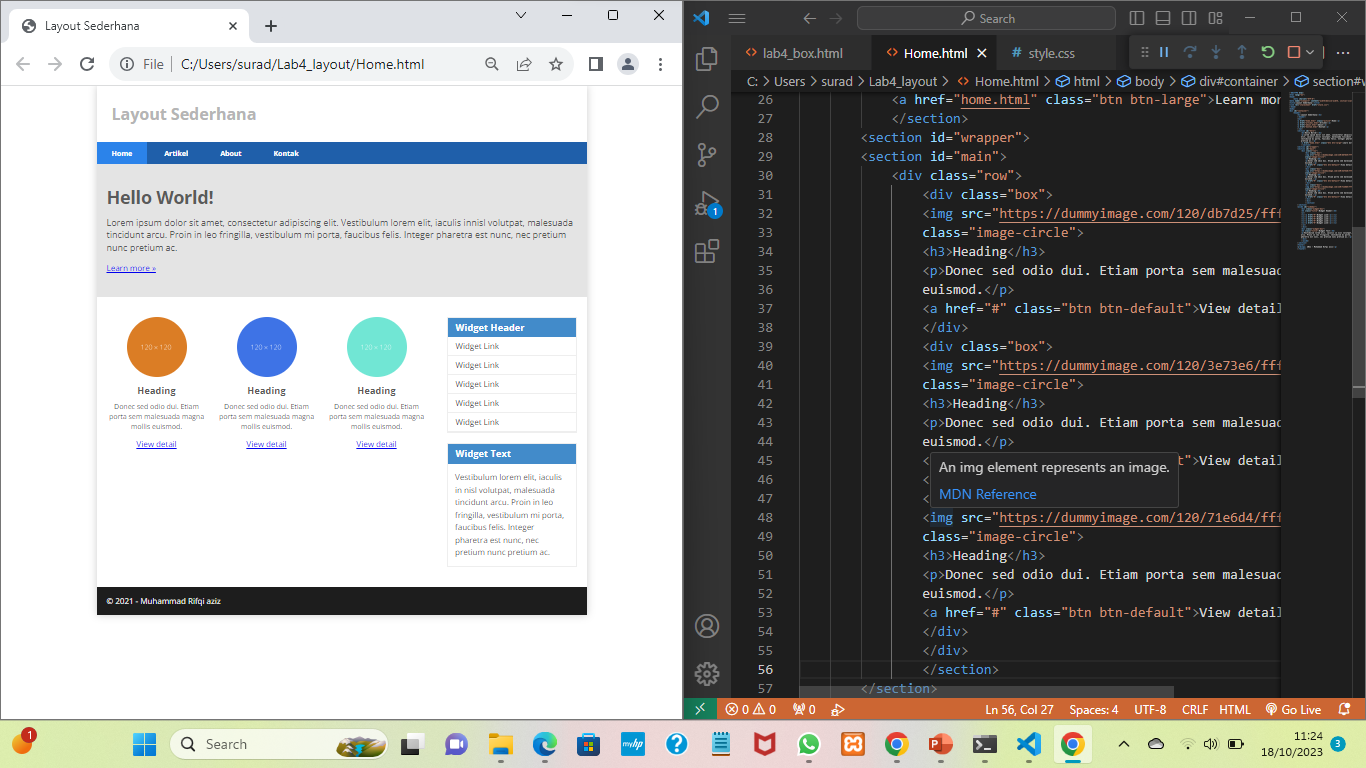 Layout Sederhana
File
C:/Users/surad/Lab4_layout/Home.html
Layout Sederhana
Home Artikel About Kontak
Hello World!
Lorem ipsum dolor sit amet, consectetur adipiscing elit. Vestibulum lorem elit, iaculis innisl volutpat, malesuada
tincidunt arcu. Proin in leo fringilla, vestibulum mi porta, faucibus felis. Integer pharetra est nunc, nec pretium
nunc pretium ac.
Learn more »
120 × 120
Heading
Donec sed odio dui. Etiam
porta sem malesuada magna
mollis euismod.
View detail
120 × 120
Heading
Donec sed odio dui. Etiam
porta sem malesuada magna
mollis euismod.
View detail
120 × 120
Heading
Donec sed odio dui. Etiam
porta sem malesuada magna
mollis euismod.
View detail
Widget Header
Widget Link
Widget Link
Widget Link
Widget Link
Widget Link
Widget Text
Vestibulum lorem elit, iaculis
in nisl volutpat, malesuada
tincidunt arcu. Proin in leo
fringilla, vestibulum mi porta,
faucibus felis. Integer
pharetra est nunc, nec
pretium nunc pretium ac.
© 2021 - Muhammad Rifqi aziz
Search
lab4_box.html Home.html # style.css
C: > Users > surad > Lab4_layout > Home.html > html > body > div#container > section#
26 <a href="home.html" class="btn btn-large">Learn mor
27 </section>
28 <section id="wrapper">
29 <section id="main">
30 <div class="row">
31 <div class="box">
32 <img src="https://dummyimage.com/120/db7d25/fff
33 class="image-circle">
34 <h3>Heading</h3>
35 <p>Donec sed odio dui. Etiam porta sem malesuad
36 euismod.</p>
37 <a href="#" class="btn btn-default">View detail
38 </div>
39 <div class="box">
40 <img src="https://dummyimage.com/120/3e73e6/fff
41 class="image-circle">
42 <h3>Heading</h3>
43 <p>Donec sed odio dui. Etiam porta sem malesuad
44 euismod.</p>
45 < t">View detail
46 <
47 <
An img element represents an image.
MDN Reference
48 <img src="https://dummyimage.com/120/71e6d4/fff
49 class="image-circle">
50 <h3>Heading</h3>
51 <p>Donec sed odio dui. Etiam porta sem malesuad
52 euismod.</p>
53 <a href="#" class="btn btn-default">View detail
54 </div>
55 </div>
56 </section>
57 </section>
1
0 0 0 Ln 56, Col 27 Spaces: 4 UTF-8 CRLF HTML Go Live
1
Search
myhp
11:24
18/10/2023
3